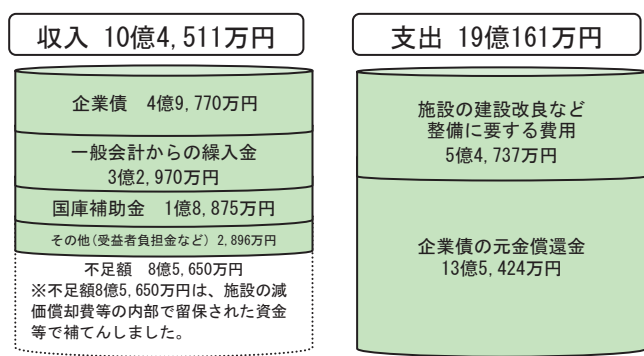 収入 10億4,511万円
企業債 4億9,770万円
一般会計からの繰入金
3億2,970万円
国庫補助金 1億8,875万円
その他(受益者負担金など) 2,896万円
不足額 8億5,650万円
※不足額8億5,650万円は、施設の減
価償却費等の内部で留保された資金
等で補てんしました。
支出 19億161万円
施設の建設改良など
整備に要する費用
5億4,737万円
企業債の元金償還金
13億5,424万円